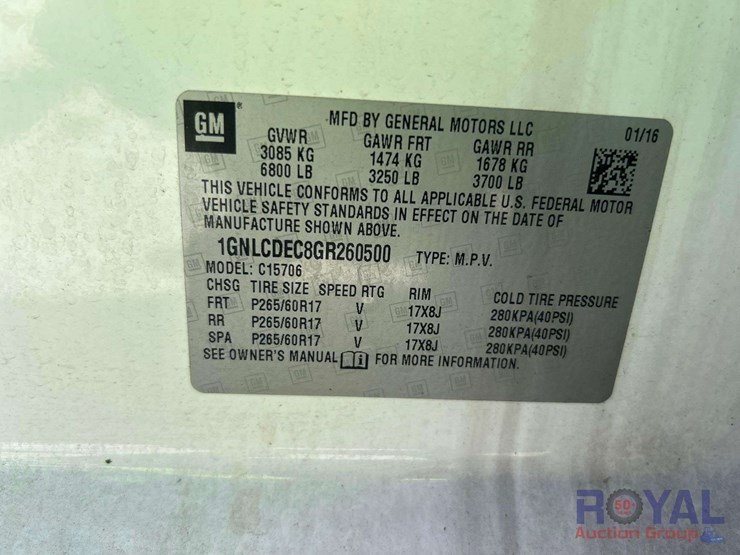 GM
MFD BY GENERAL MOTORS LLC
01/16
GVWR GAWR FRT GAWR RR
3085 KG 1474 KG 1678 KG
6800 LB 3250 LB 3700 LB
THIS VEHICLE CONFORMS TO ALL APPLICABLE U.S. FEDERAL MOTOR
VEHICLE SAFETY STANDARDS IN EFFECT ON THE DATE OF
MANUFACTURE SHOWN ABOVE.
1GNLCDEC8GR260500 TYPE: M.P.V.
MODEL: C15706
CHSG TIRE SIZE SPEED RTG RIM COLD TIRE PRESSURE
FRT P265/60R17 V 17X8J 280KPA(40PSI)
RR P265/60R17 V 17X8J 280KPA(40PSI)
SPA P265/60R17 V 17X8J 280KPA(40PSI)
SEE OWNER'S MANUAL FOR MORE INFORMATION.
ROYAL
50
Auction Group